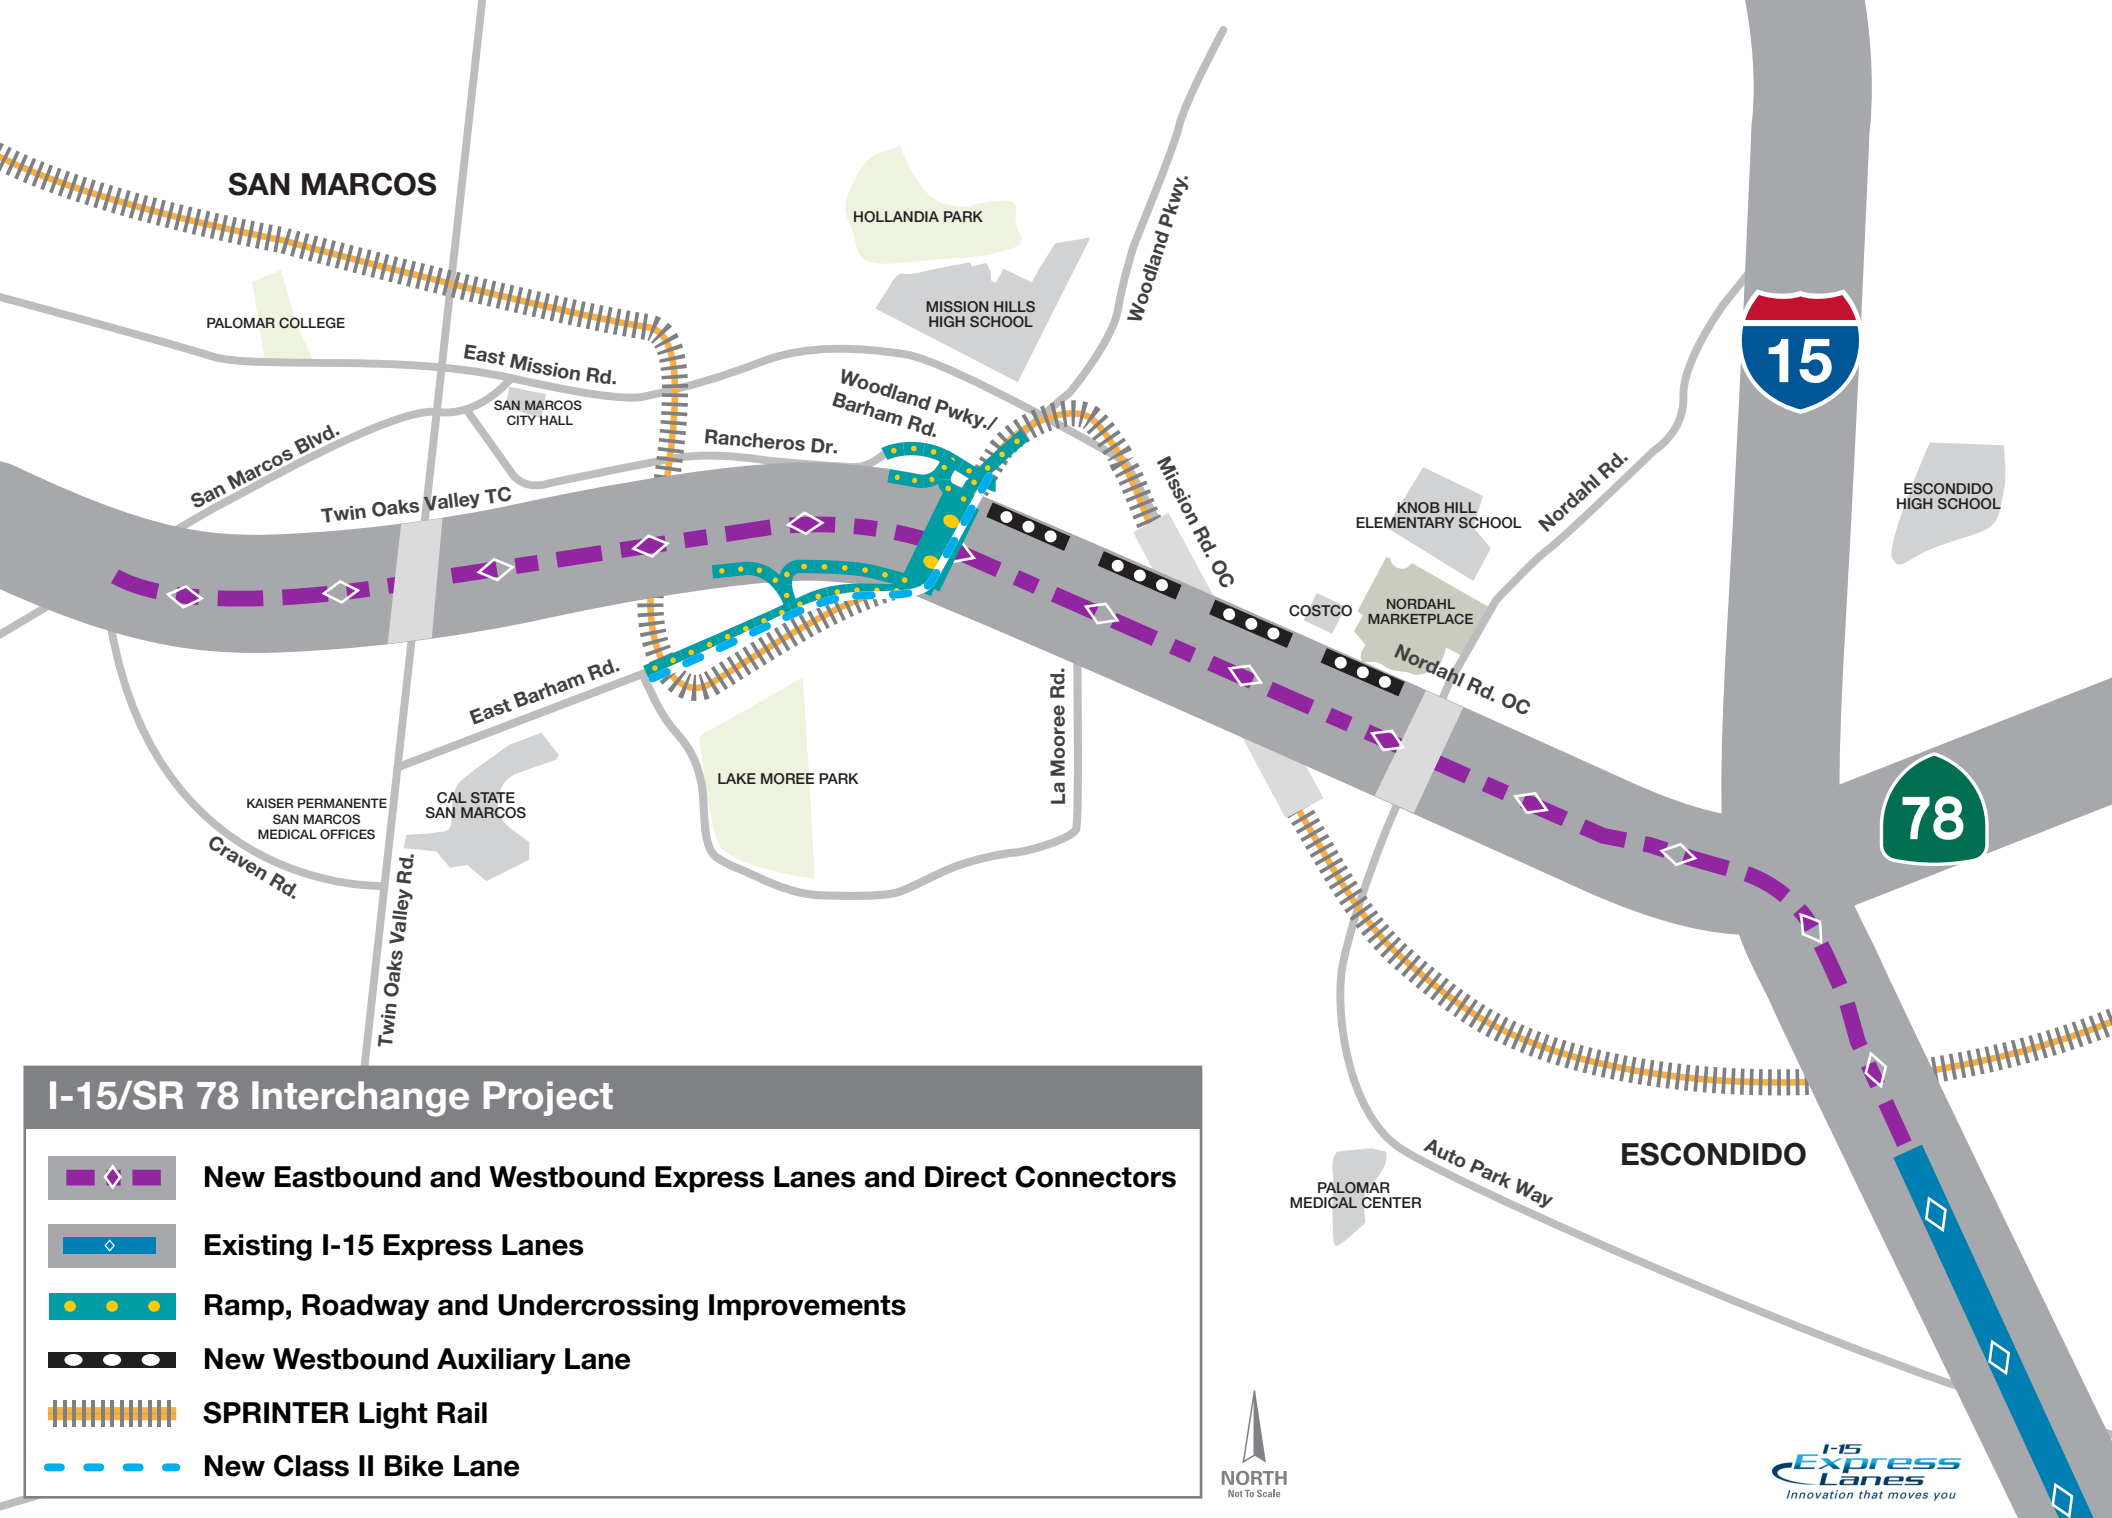 SAN MARCOS
HOLLANDIA PARK
PALOMAR COLLEGE
MISSION HILLS
HIGH SCHOOL
Woodland Pkwy.
15
East Mission Rd.
SAN MARCOS
CITY HALL
Woodland Pwky./
Barham Rd.
Rancheros Dr.
San Marcos Blvd.
Twin Oaks Valley TC
Mission Rd. OC
KNOB HILL
ELEMENTARY SCHOOL
Nordahl Rd.
ESCONDIDO
HIGH SCHOOL
COSTCO
NORDAHL
MARKETPLACE
Nordahl Rd. OC
East Barham Rd.
La Mooree Rd.
LAKE MOREE PARK
KAISER PERMANENTE
SAN MARCOS
MEDICAL OFFICES
CAL STATE
SAN MARCOS
78
Craven Rd.
Twin Oaks Valley Rd.
ESCONDIDO
Auto Park Way
PALOMAR
MEDICAL CENTER
I-15/SR 78 Interchange Project
New Eastbound and Westbound Express Lanes and Direct Connectors
Existing I-15 Express Lanes
Ramp, Roadway and Undercrossing Improvements
New Westbound Auxiliary Lane
SPRINTER Light Rail
New Class II Bike Lane
NORTH
Not To Scale
I-15
Express
Lanes
Innovation that moves you